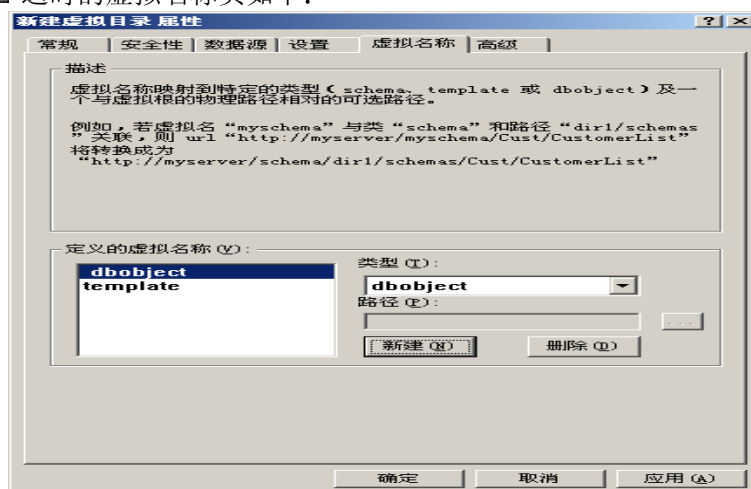 新建虚拟目录 属性
常规 安全性 数据源 设置 虚拟名称 高级
描述
虚拟名称映射到特定的类型(schema、template 或 dbobject)及一
个与虚拟根的物理路径相对的可选路径。
例如，若虚拟名“myschema”与类“schema”和路径“dir1/schemas
”关联，则 url “http://myserver/myschema/Cust/CustomerList”
将转换成为
“http://myserver/schema/dir1/schemas/Cust/CustomerList”
定义的虚拟名称(V):
dbobject
template
类型(T):
dbobject
路径(P):
...
新建(N) 删除(D)
确定 取消 应用(A)